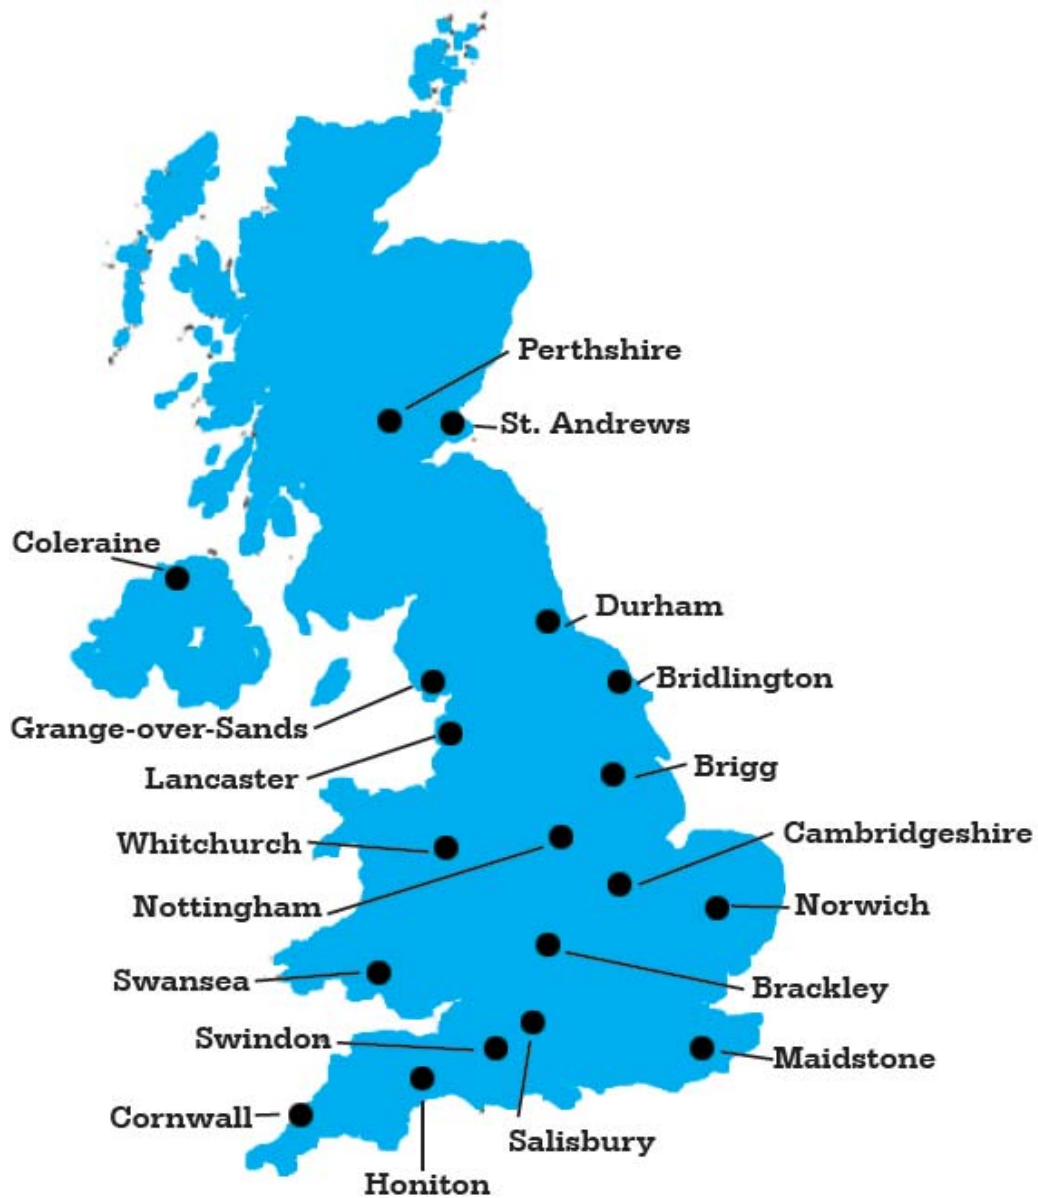 Perthshire
St. Andrews
Coleraine
Durham
Bridlington
Grange-over-Sands
Lancaster
Brigg
Whitchurch
Cambridgeshire
Nottingham
Norwich
Swansea
Brackley
Swindon
Maidstone
Cornwall
Salisbury
Honiton